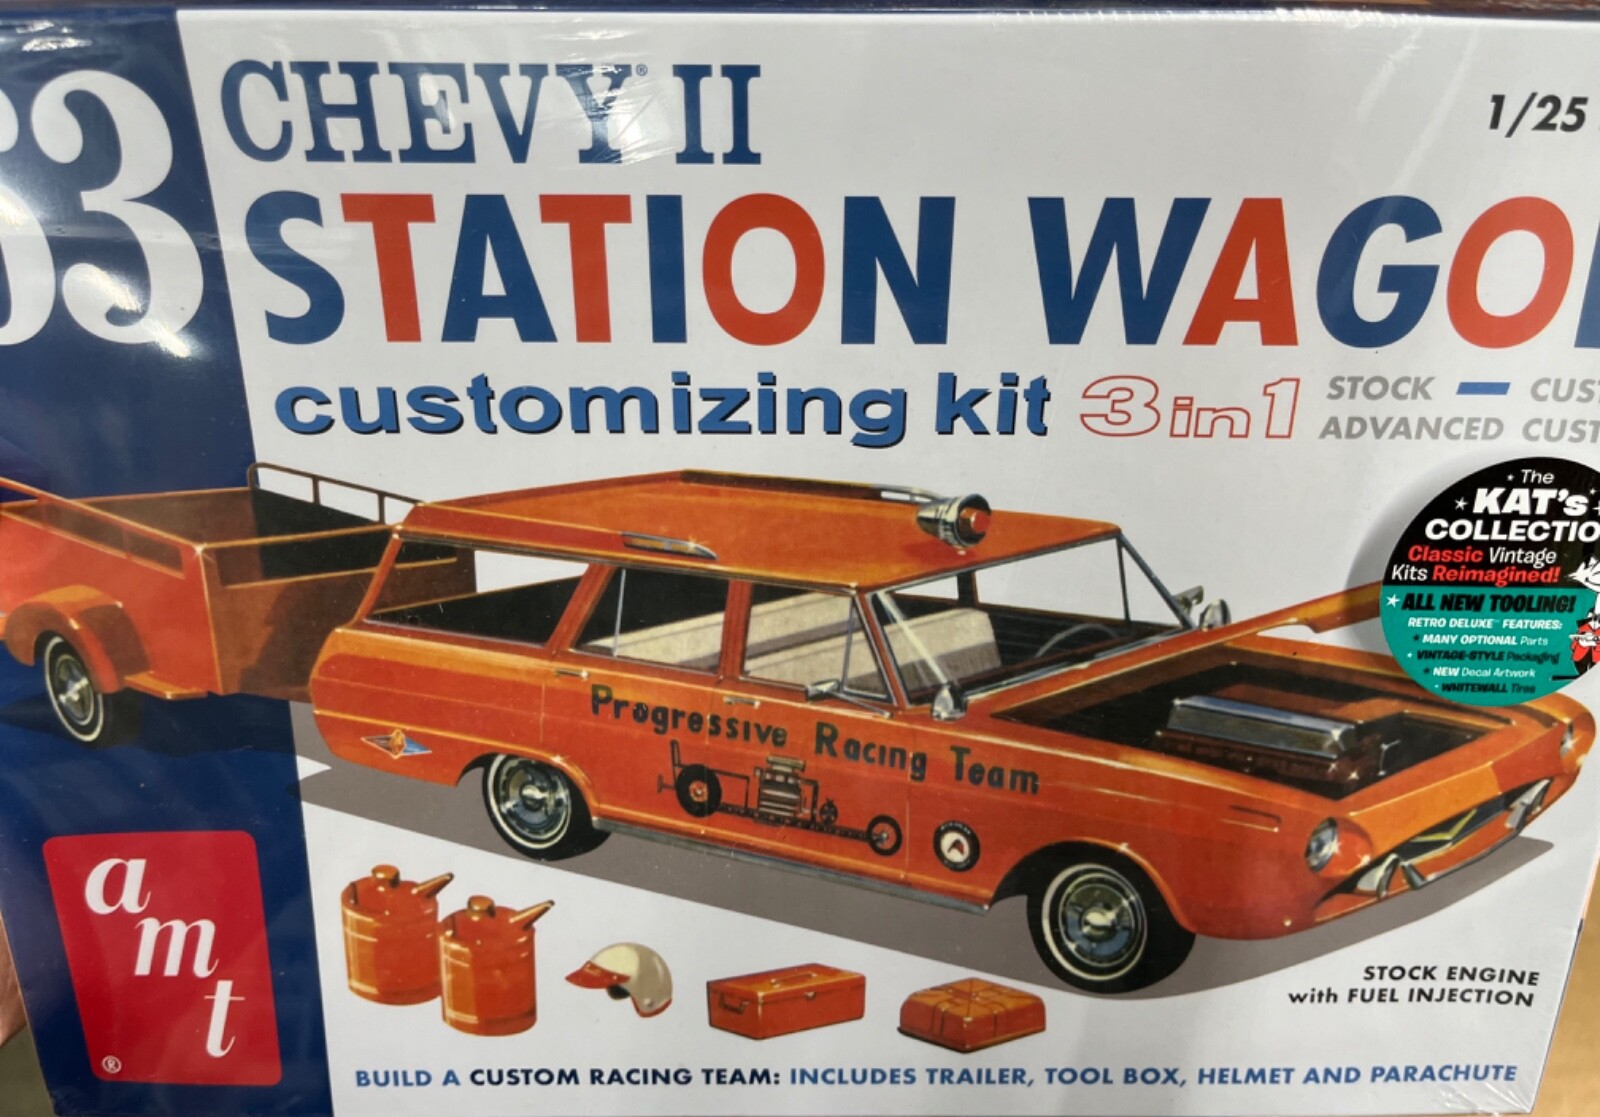 63
CHEVY® II
STATION WAGO
customizing kit 3 in 1
1/25
STOCK — CUST
ADVANCED CUST
The
KAT's
COLLECTIO
Classic Vintage
Kits Reimagined!
ALL NEW TOOLING!
RETRO DELUXE™ FEATURES:
MANY OPTIONAL Parts
VINTAGE-STYLE Packaging
NEW Decal Artwork
WHITEWALL Tires
Progressive Racing Team
amt
®
STOCK ENGINE
with FUEL INJECTION
BUILD A CUSTOM RACING TEAM: INCLUDES TRAILER, TOOL BOX, HELMET AND PARACHUTE